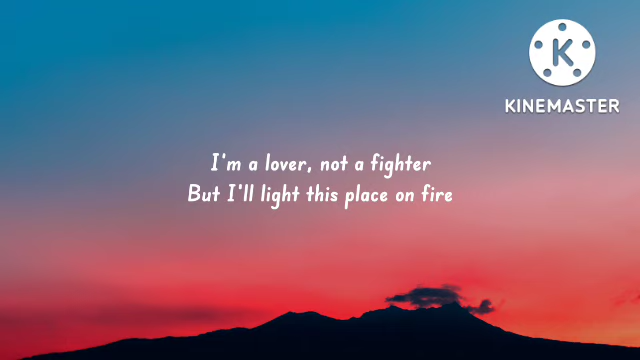 KINEMASTER
I'm a lover, not a fighter
But I'll light this place on fire